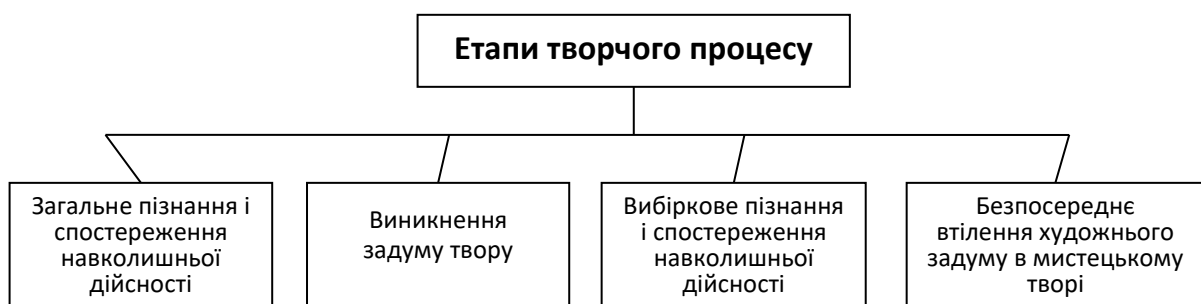 Етапи творчого процесу
Загальне пізнання і
спостереження
навколишньої
дійсності
Виникнення
задуму твору
Вибіркове пізнання
і спостереження
навколишньої
дійсності
Безпосереднє
втілення художнього
задуму в мистецькому
творі